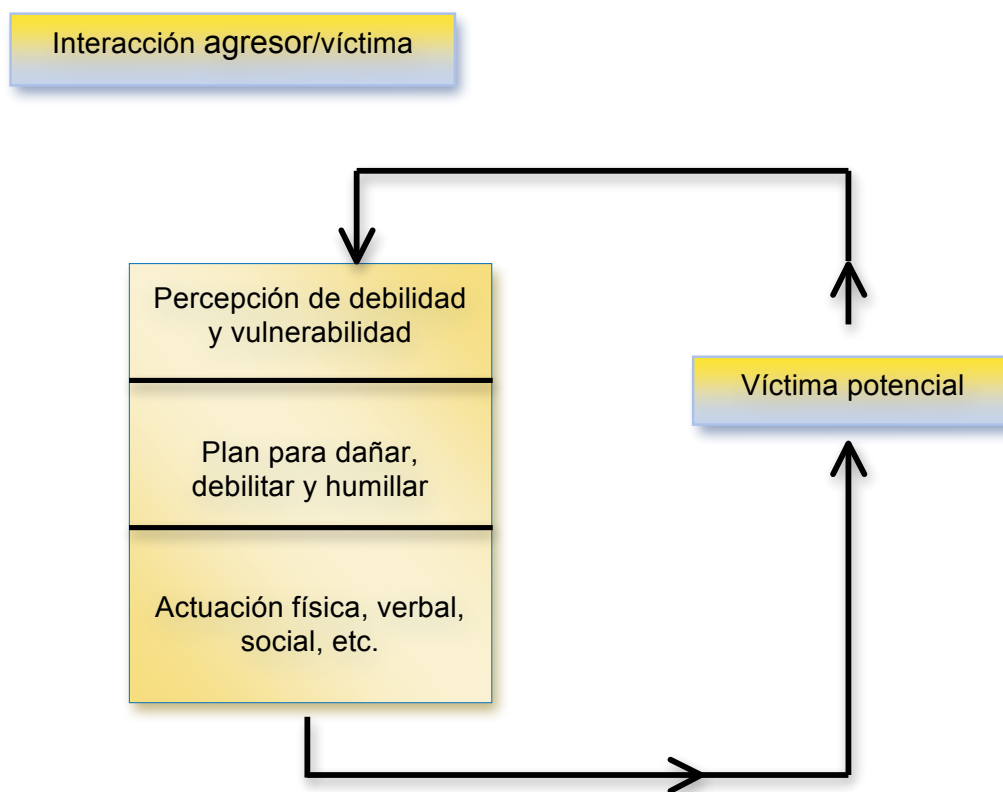 Interacción agresor/víctima
Percepción de debilidad
y vulnerabilidad
Víctima potencial
Plan para dañar,
debilitar y humillar
Actuación física, verbal,
social, etc.